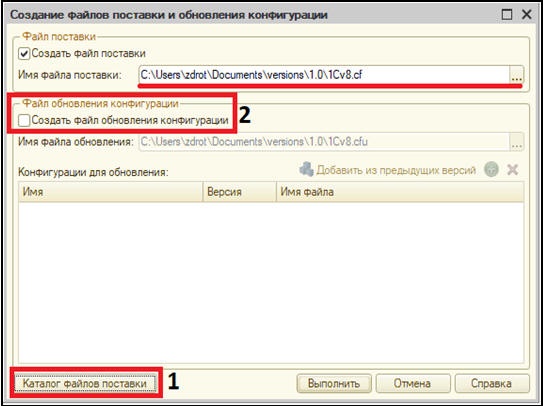 Создание файлов поставки и обновления конфигурации
Файл поставки
Создать файл поставки
Имя файла поставки: C:\Users\zdrot\Documents\versions\1.0\1Cv8.cf ...
Файл обновления конфигурации 2
Создать файл обновления конфигурации
Имя файла обновления: C:\Users\zdrot\Documents\versions\1.0\1Cv8.cfu ...
Конфигурации для обновления: Добавить из предыдущих версий
Имя Версия Имя файла
Каталог файлов поставки 1 Выполнить Отмена Справка